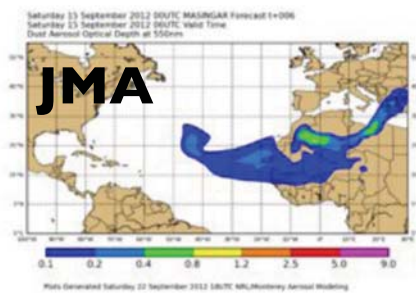 Saturday 15 September 2012 00UTC MASINGAR Forecast t+006
Saturday 15 September 2012 06UTC Valid Time
Dust Aerosol Optical Depth at 550nm
JMA
0.1 0.2 0.4 0.8 1.2 2.5 5.0 9.0
Plots Generated Saturday 22 September 2012 18UTC NRL/Monterey Aerosol Modeling